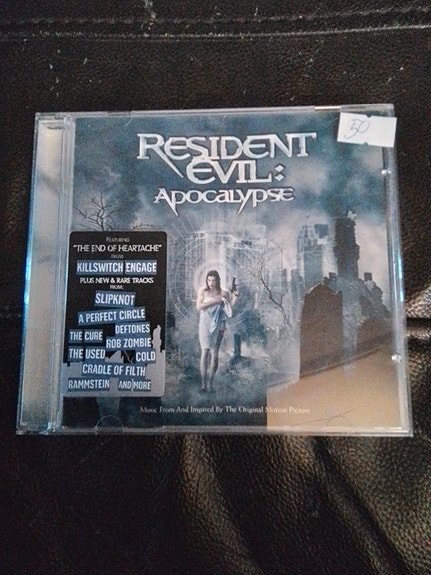 50
RESIDENT
EVIL:
APOCALYPSE
FEATURING
"THE END OF HEARTACHE"
FROM
KILLSWITCH ENGAGE
PLUS NEW & RARE TRACKS
FROM:
SLIPKNOT
A PERFECT CIRCLE
THE CURE DEFTONES
ROB ZOMBIE
THE USED COLD
CRADLE OF FILTH
RAMMSTEIN AND MORE
MUSIC FROM AND INSPIRED BY THE ORIGINAL MOTION PICTURE